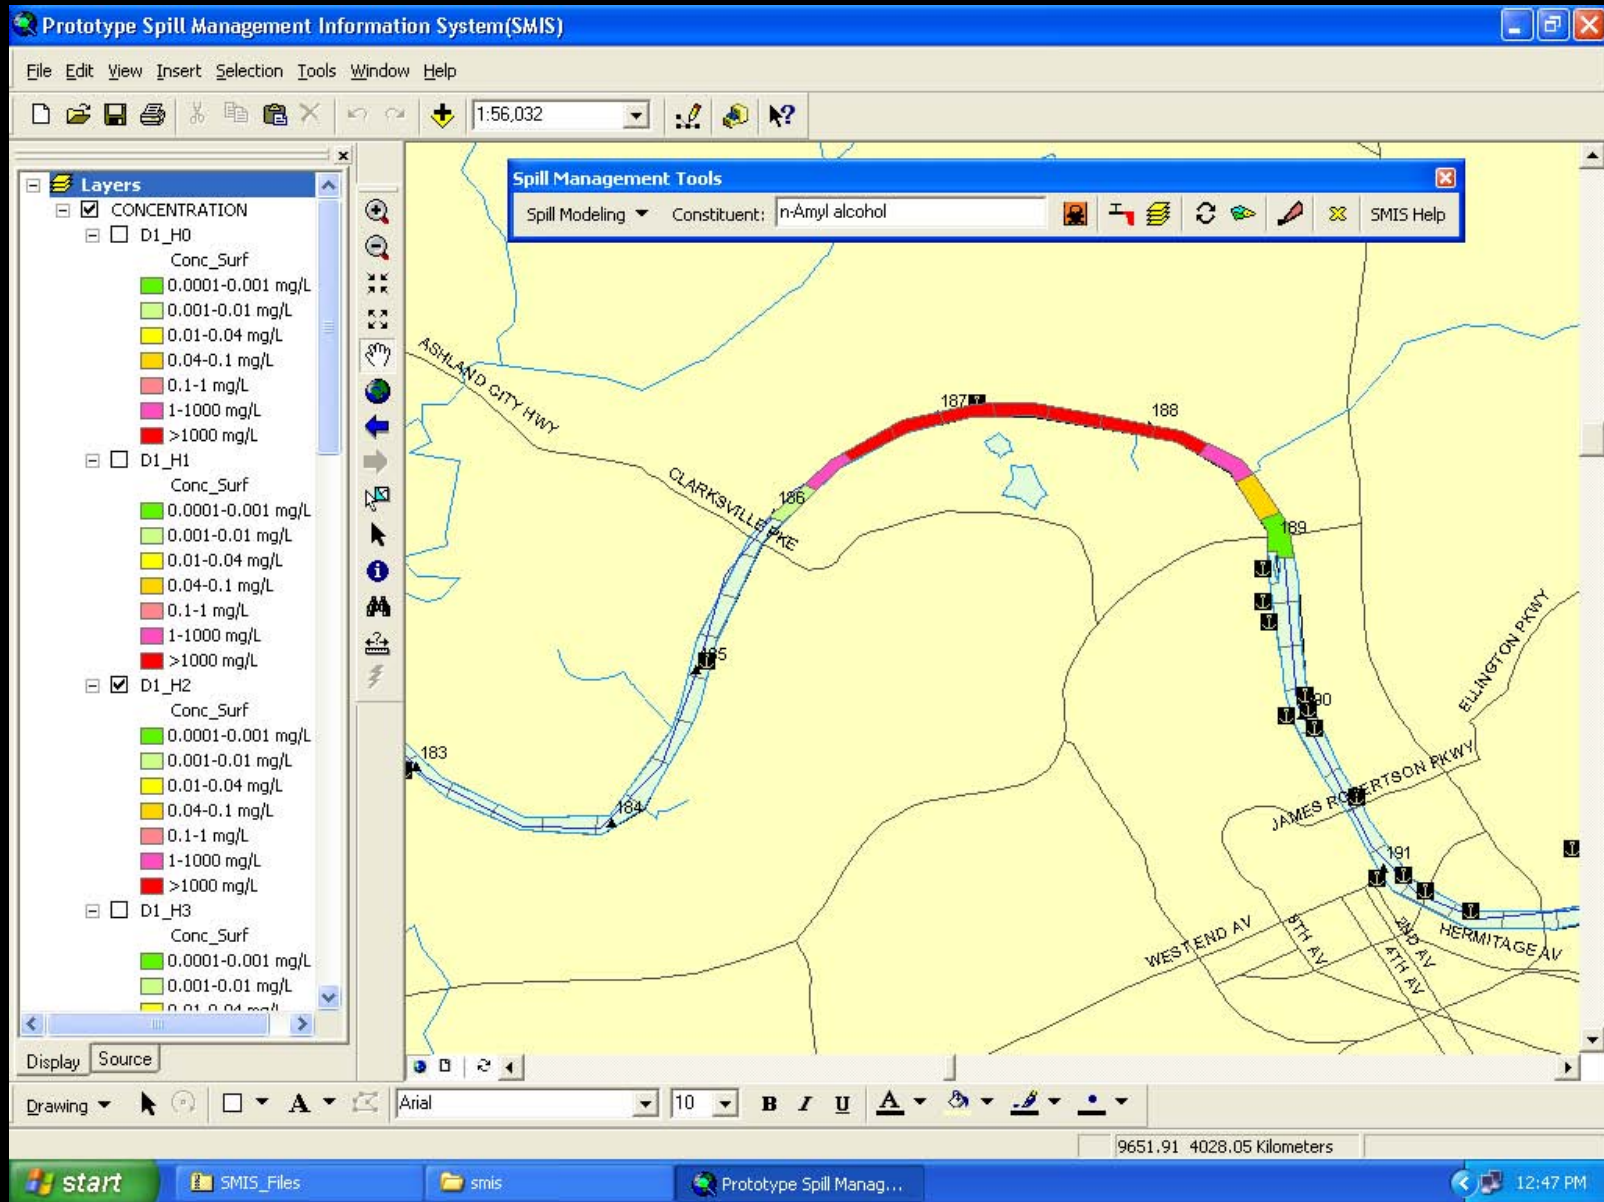 Prototype Spill Management Information System(SMIS)
File Edit View Insert Selection Tools Window Help
1:56,032
Layers
CONCENTRATION
D1_H0
Conc_Surf
0.0001-0.001 mg/L
0.001-0.01 mg/L
0.01-0.04 mg/L
0.04-0.1 mg/L
0.1-1 mg/L
1-1000 mg/L
>1000 mg/L
D1_H1
Conc_Surf
0.0001-0.001 mg/L
0.001-0.01 mg/L
0.01-0.04 mg/L
0.04-0.1 mg/L
0.1-1 mg/L
1-1000 mg/L
>1000 mg/L
D1_H2
Conc_Surf
0.0001-0.001 mg/L
0.001-0.01 mg/L
0.01-0.04 mg/L
0.04-0.1 mg/L
0.1-1 mg/L
1-1000 mg/L
>1000 mg/L
D1_H3
Conc_Surf
0.0001-0.001 mg/L
0.001-0.01 mg/L
0.01-0.04 mg/L
Display Source
Spill Management Tools
Spill Modeling Constituent: n-Amyl alcohol SMIS Help
ASHLAND CITY HWY
CLARKSVILLE PKE
187
188
186
189
185
190
183
184
ELLINGTON PKWY
JAMES ROBERTSON PKWY
191
WEST END AV
8TH AV
2ND AV
4TH AV
HERMITAGE AV
Drawing A Arial 10 B I U A
9651.91 4028.05 Kilometers
start SMIS_Files smis Prototype Spill Manag... 12:47 PM